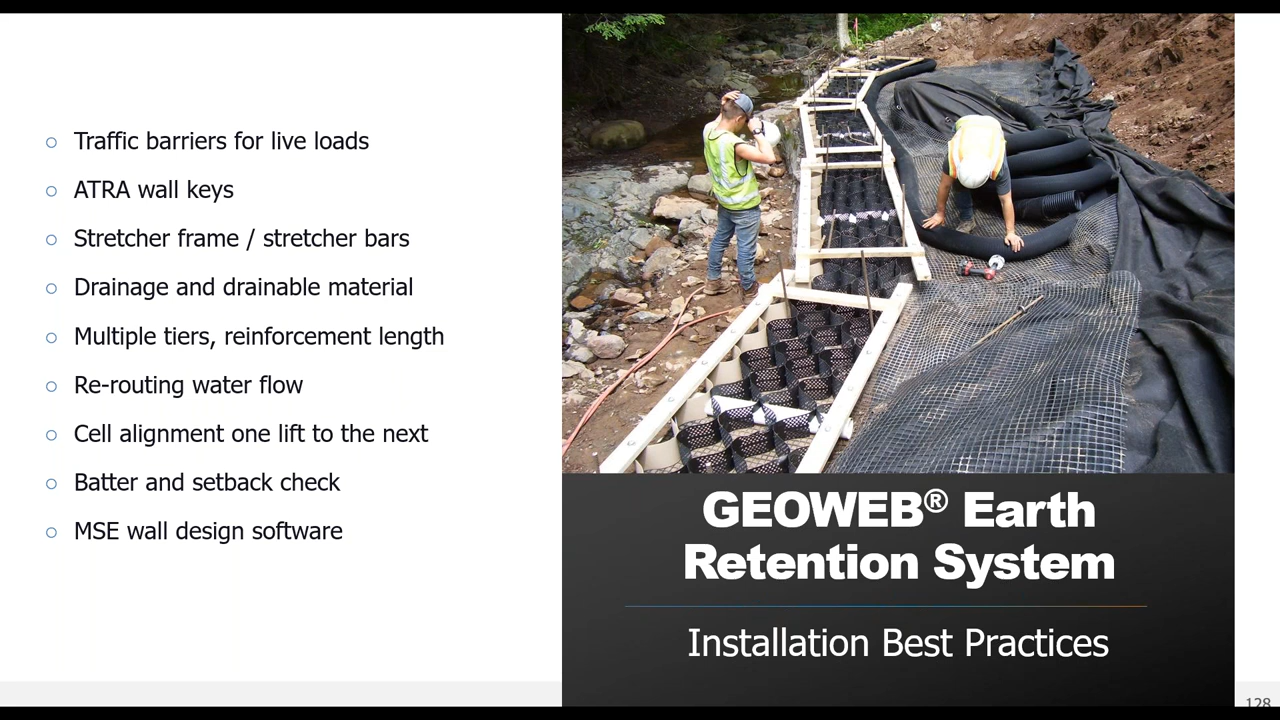 Traffic barriers for live loads
ATRA wall keys
Stretcher frame / stretcher bars
Drainage and drainable material
Multiple tiers, reinforcement length
Re-routing water flow
Cell alignment one lift to the next
Batter and setback check
MSE wall design software
GEOWEB® Earth
Retention System
Installation Best Practices
128